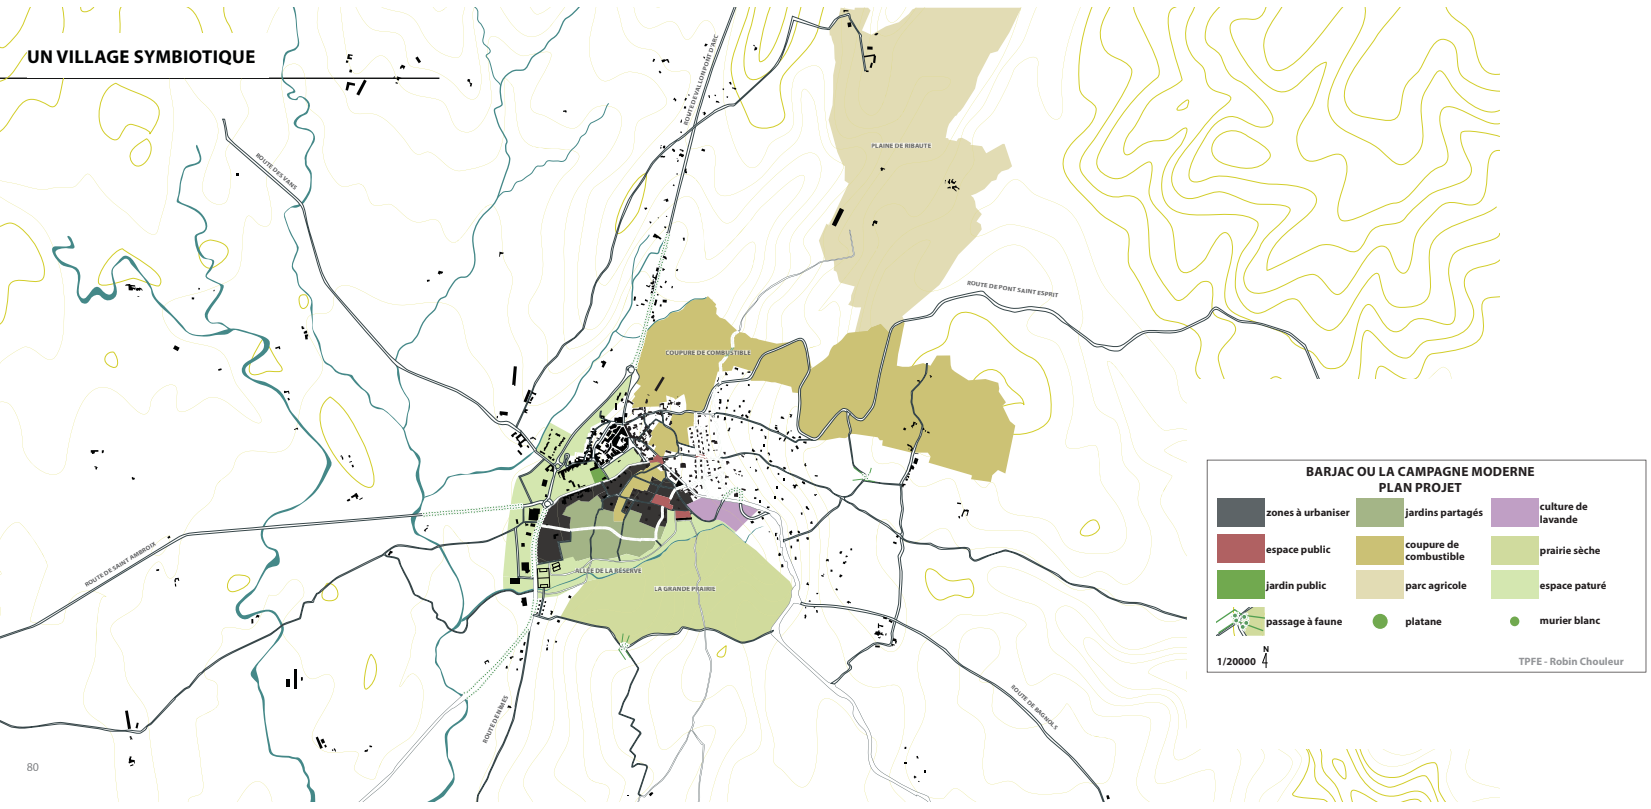 UN VILLAGE SYMBIOTIQUE
ROUTE DE VALLON PONT D'ARC
ROUTE DES VANS
PLAINE DE RIBAUTE
ROUTE DE PONT SAINT ESPRIT
COUPURE DE COMBUSTIBLE
ROUTE DE SAINT AMBROIX
ALLÉE DE LA RÉSERVE
LA GRANDE PRAIRIE
ROUTE DE NIMES
ROUTE DE BAGNOLS
BARJAC OU LA CAMPAGNE MODERNE
PLAN PROJET
zones à urbaniser
jardins partagés
culture de
lavande
espace public
coupure de
combustible
prairie sèche
jardin public
parc agricole
espace paturé
passage à faune
platane
murier blanc
1/20000
N
TPFE - Robin Chouleur
80